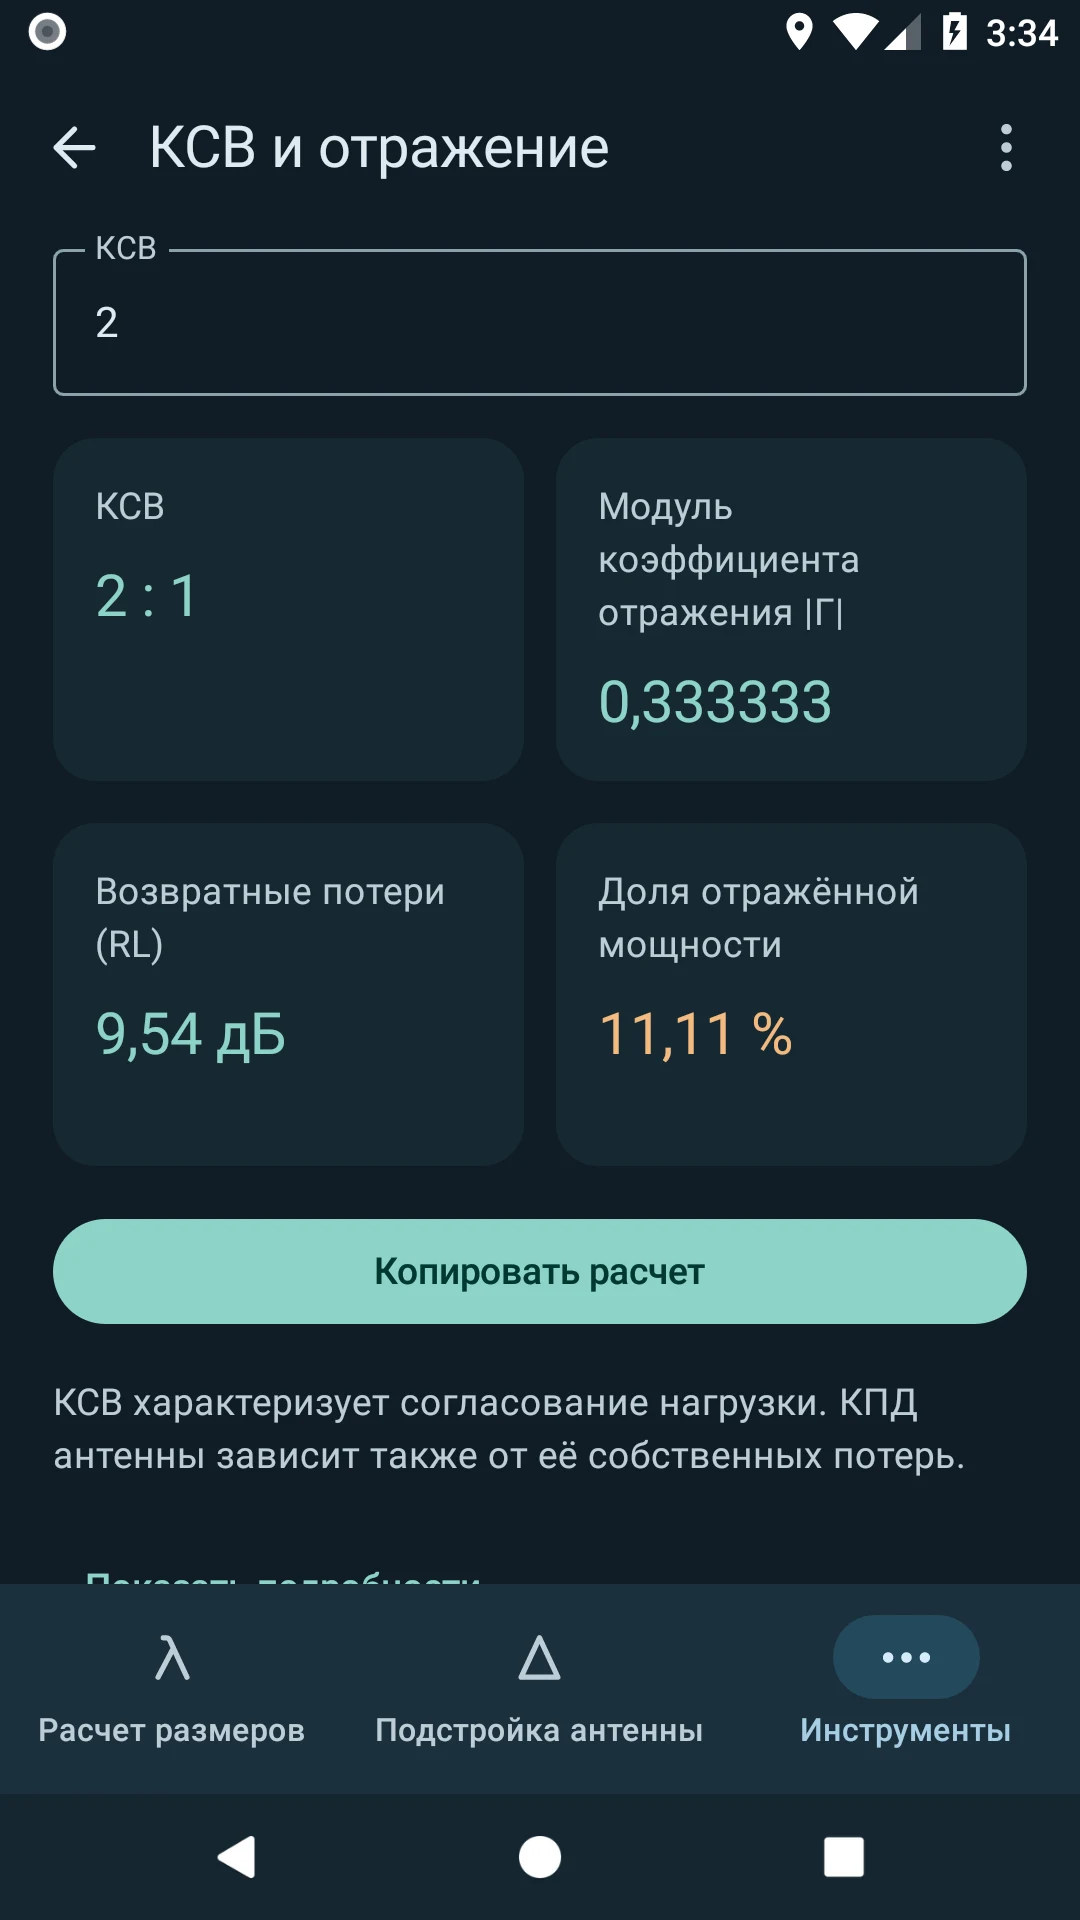 3:34
КСВ и отражение
КСВ
2
КСВ
2 : 1
Модуль
коэффициента
отражения |Г|
0,333333
Возвратные потери
(RL)
9,54 дБ
Доля отражённой
мощности
11,11 %
Копировать расчет
КСВ характеризует согласование нагрузки. КПД
антенны зависит также от её собственных потерь.
Показать подробности
λ
Расчет размеров
Δ
Подстройка антенны
Инструменты